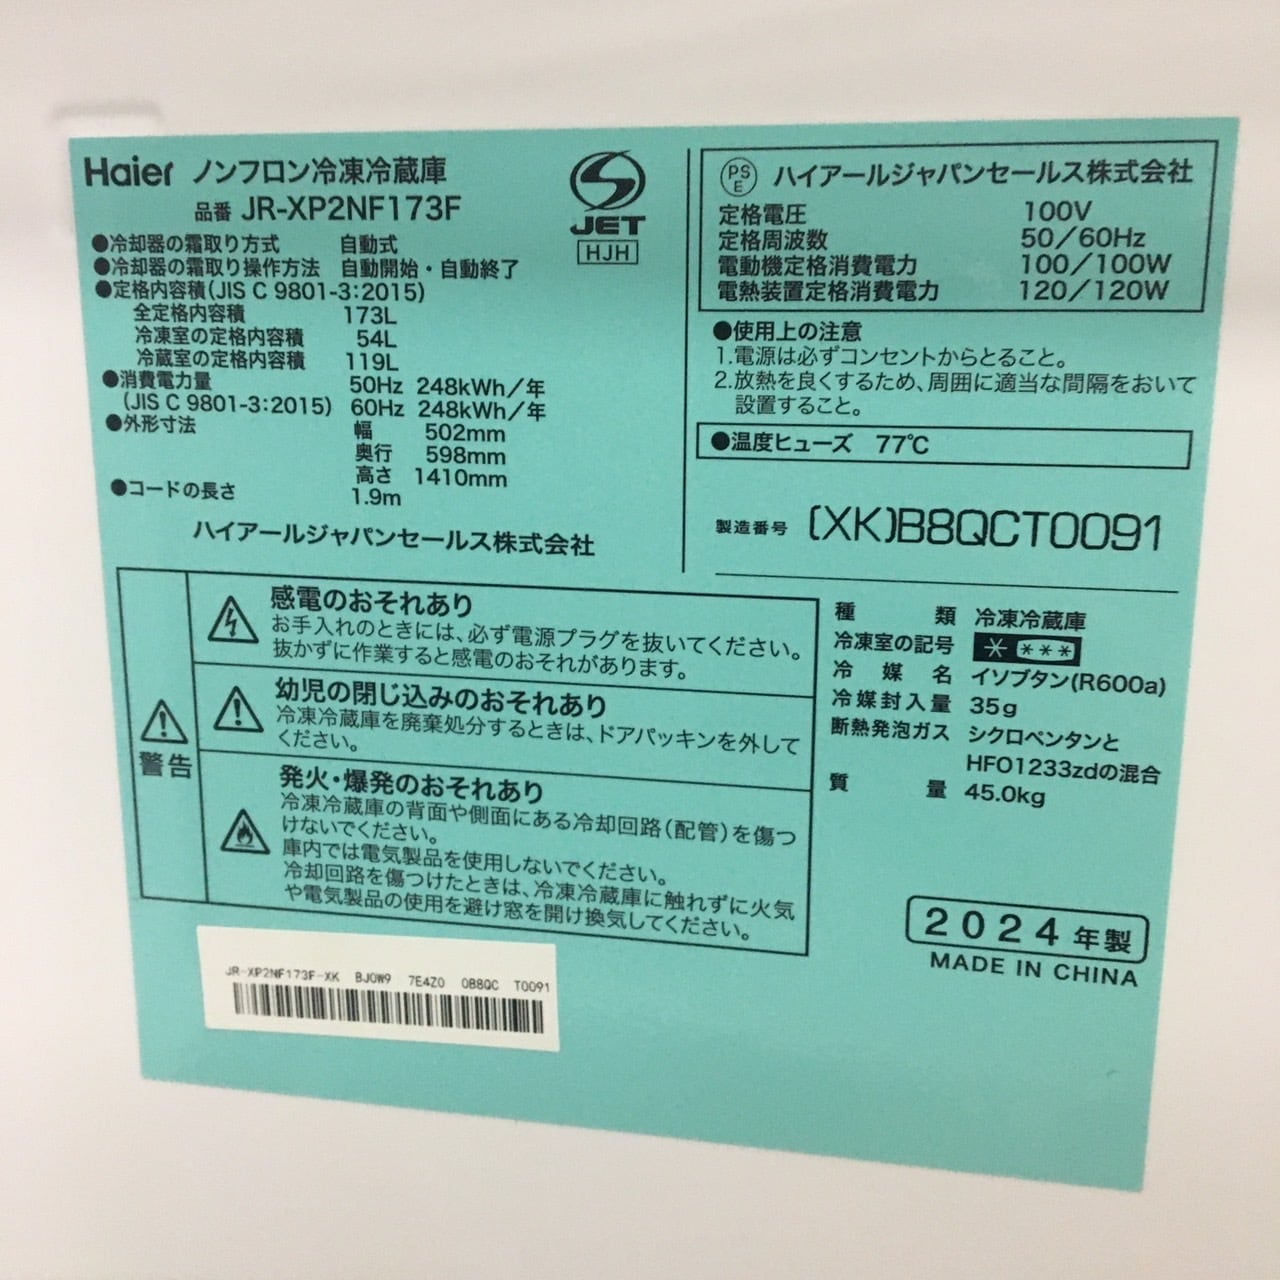 Haier ノンフロン冷凍冷蔵庫
品番 JR-XP2NF173F
●冷却器の霜取り方式 自動式
●冷却器の霜取り操作方法 自動開始・自動終了
●定格内容積(JIS C 9801-3:2015)
全定格内容積 173L
冷凍室の定格内容積 54L
冷蔵室の定格内容積 119L
●消費電力量 50Hz 248kWh/年
(JIS C 9801-3:2015) 60Hz 248kWh/年
●外形寸法 幅 502mm
奥行 598mm
高さ 1410mm
●コードの長さ 1.9m
ハイアールジャパンセールス株式会社
JET
HJH
PS
E
ハイアールジャパンセールス株式会社
定格電圧 100V
定格周波数 50/60Hz
電動機定格消費電力 100/100W
電熱装置定格消費電力 120/120W
●使用上の注意
1.電源は必ずコンセントからとること。
2.放熱を良くするため、周囲に適当な間隔をおいて
設置すること。
●温度ヒューズ 77℃
製造番号 (XK)B8QCT0091
警告
感電のおそれあり
お手入れのときには、必ず電源プラグを抜いてください。
抜かずに作業すると感電のおそれがあります。
幼児の閉じ込みのおそれあり
冷凍冷蔵庫を廃棄処分するときは、ドアパッキンを外して
ください。
発火・爆発のおそれあり
冷凍冷蔵庫の背面や側面にある冷却回路(配管)を傷つ
けないでください。
庫内では電気製品を使用しないでください。
冷却回路を傷つけたときは、冷凍冷蔵庫に触れずに火気
や電気製品の使用を避け窓を開け換気してください。
種類 冷凍冷蔵庫
冷凍室の記号 * ***
冷媒名 イソブタン(R600a)
冷媒封入量 35g
断熱発泡ガス シクロペンタンと
HFO1233zdの混合
質量 45.0kg
2024年製
MADE IN CHINA
JR-XP2NF173F-XK BJ0W9 7E4Z0 0B8QC T0091